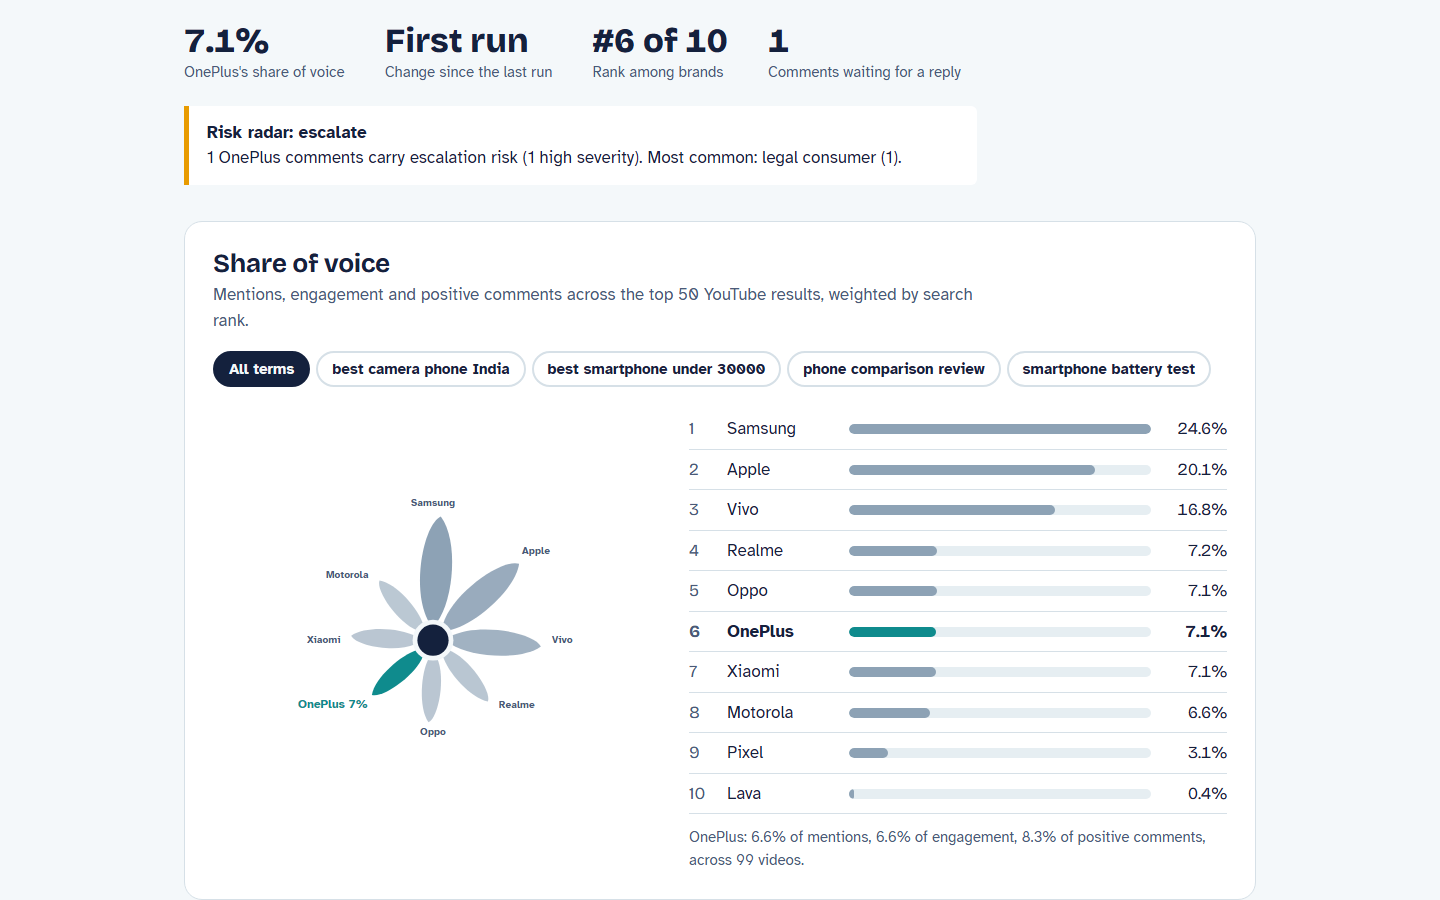 7.1%
OnePlus's share of voice
First run
Change since the last run
#6 of 10
Rank among brands
1
Comments waiting for a reply
Risk radar: escalate
1 OnePlus comments carry escalation risk (1 high severity). Most common: legal consumer (1).
Share of voice
Mentions, engagement and positive comments across the top 50 YouTube results, weighted by search
rank.
All terms
best camera phone India
best smartphone under 30000
phone comparison review
smartphone battery test
Samsung
Apple
Motorola
Xiaomi
Vivo
OnePlus 7%
Realme
Oppo
1 Samsung 24.6%
2 Apple 20.1%
3 Vivo 16.8%
4 Realme 7.2%
5 Oppo 7.1%
6 OnePlus 7.1%
7 Xiaomi 7.1%
8 Motorola 6.6%
9 Pixel 3.1%
10 Lava 0.4%
OnePlus: 6.6% of mentions, 6.6% of engagement, 8.3% of positive comments,
across 99 videos.